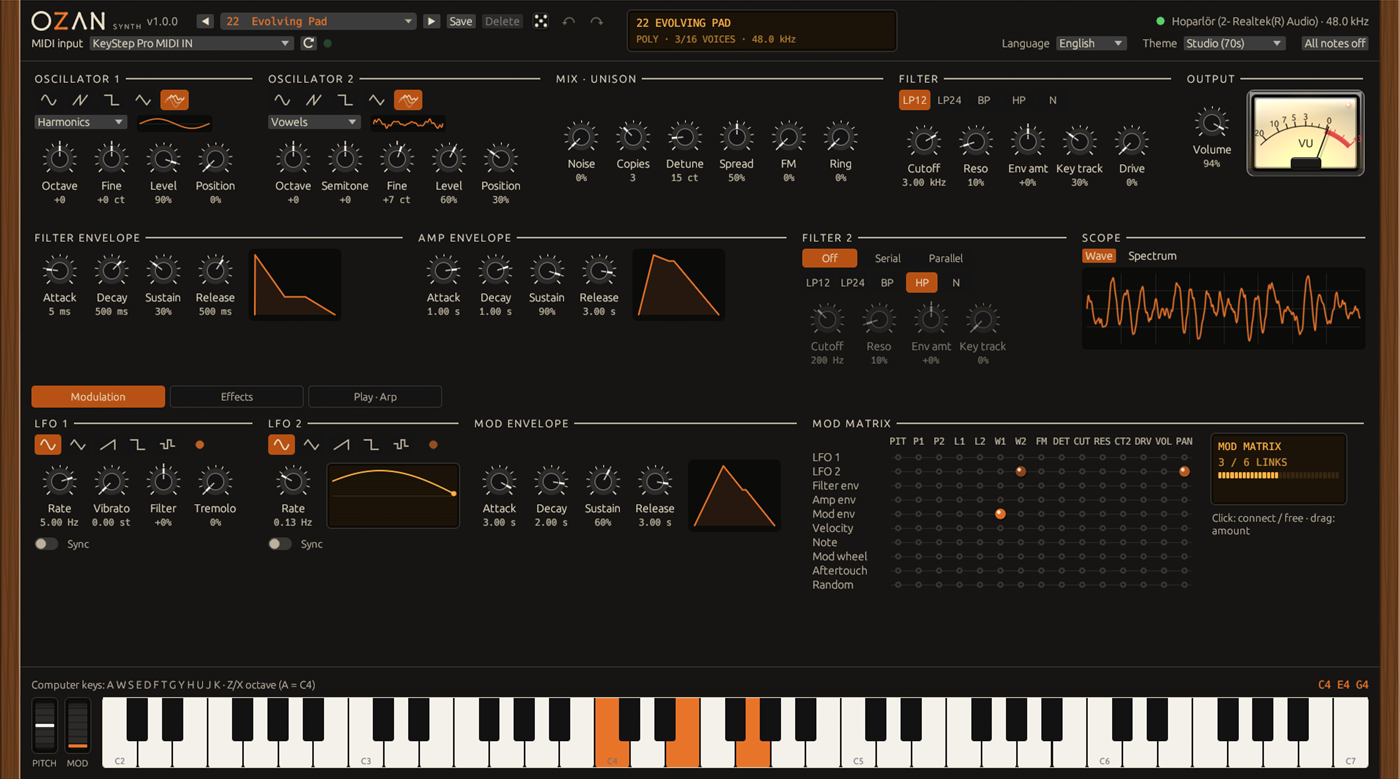 OZAN SYNTH v1.0.0 22 Evolving Pad Save Delete
MIDI input KeyStep Pro MIDI IN
22 EVOLVING PAD
POLY · 3/16 VOICES · 48.0 kHz
Hoparlör (2- Realtek(R) Audio) · 48.0 kHz
Language English Theme Studio (70s) All notes off
OSCILLATOR 1
Harmonics
Octave Fine Level Position
+0 +0 ct 90% 0%
OSCILLATOR 2
Vowels
Octave Semitone Fine Level Position
+0 +0 +7 ct 60% 30%
MIX · UNISON
Noise Copies Detune Spread FM Ring
0% 3 15 ct 50% 0% 0%
FILTER
LP12 LP24 BP HP N
Cutoff Reso Env amt Key track Drive
3.00 kHz 10% +0% 30% 0%
OUTPUT
Volume
94%
20 10 7 5 3 0 3
VU
FILTER ENVELOPE
Attack Decay Sustain Release
5 ms 500 ms 30% 500 ms
AMP ENVELOPE
Attack Decay Sustain Release
1.00 s 1.00 s 90% 3.00 s
FILTER 2
Off Serial Parallel
LP12 LP24 BP HP N
Cutoff Reso Env amt Key track
200 Hz 10% +0% 0%
SCOPE
Wave Spectrum
Modulation Effects Play · Arp
LFO 1
Rate Vibrato Filter Tremolo
5.00 Hz 0.00 st +0% 0%
Sync
LFO 2
Rate
0.13 Hz
Sync
MOD ENVELOPE
Attack Decay Sustain Release
3.00 s 2.00 s 60% 3.00 s
MOD MATRIX
PIT P1 P2 L1 L2 W1 W2 FM DET CUT RES CT2 DRV VOL PAN
LFO 1
LFO 2
Filter env
Amp env
Mod env
Velocity
Note
Mod wheel
Aftertouch
Random
MOD MATRIX
3 / 6 LINKS
Click: connect / free · drag:
amount
Computer keys: A W S E D F T G Y H U J K · Z/X octave (A = C4)
C4 E4 G4
PITCH MOD
C2 C3 C4 C5 C6 C7